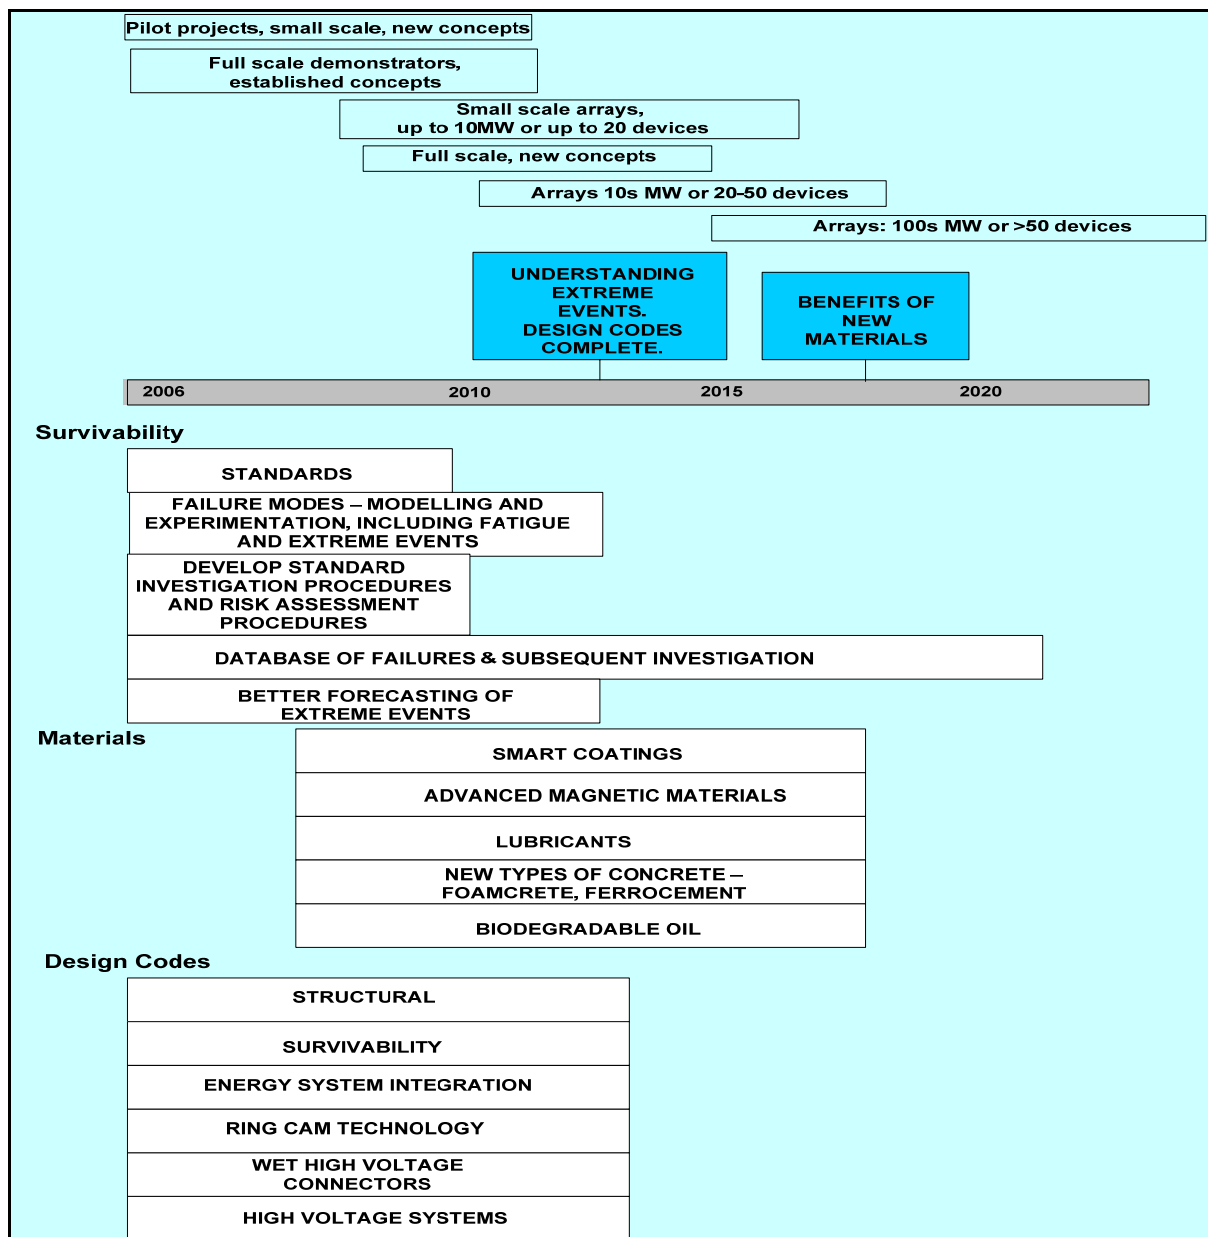 Pilot projects, small scale, new concepts
Full scale demonstrators,
established concepts
Small scale arrays,
up to 10MW or up to 20 devices
Full scale, new concepts
Arrays 10s MW or 20-50 devices
Arrays: 100s MW or >50 devices
UNDERSTANDING
EXTREME
EVENTS.
DESIGN CODES
COMPLETE.
BENEFITS OF
NEW
MATERIALS
2006 2010 2015 2020
Survivability
STANDARDS
FAILURE MODES – MODELLING AND
EXPERIMENTATION, INCLUDING FATIGUE
AND EXTREME EVENTS
DEVELOP STANDARD
INVESTIGATION PROCEDURES
AND RISK ASSESSMENT
PROCEDURES
DATABASE OF FAILURES & SUBSEQUENT INVESTIGATION
BETTER FORECASTING OF
EXTREME EVENTS
Materials
SMART COATINGS
ADVANCED MAGNETIC MATERIALS
LUBRICANTS
NEW TYPES OF CONCRETE –
FOAMCRETE, FERROCEMENT
BIODEGRADABLE OIL
Design Codes
STRUCTURAL
SURVIVABILITY
ENERGY SYSTEM INTEGRATION
RING CAM TECHNOLOGY
WET HIGH VOLTAGE
CONNECTORS
HIGH VOLTAGE SYSTEMS